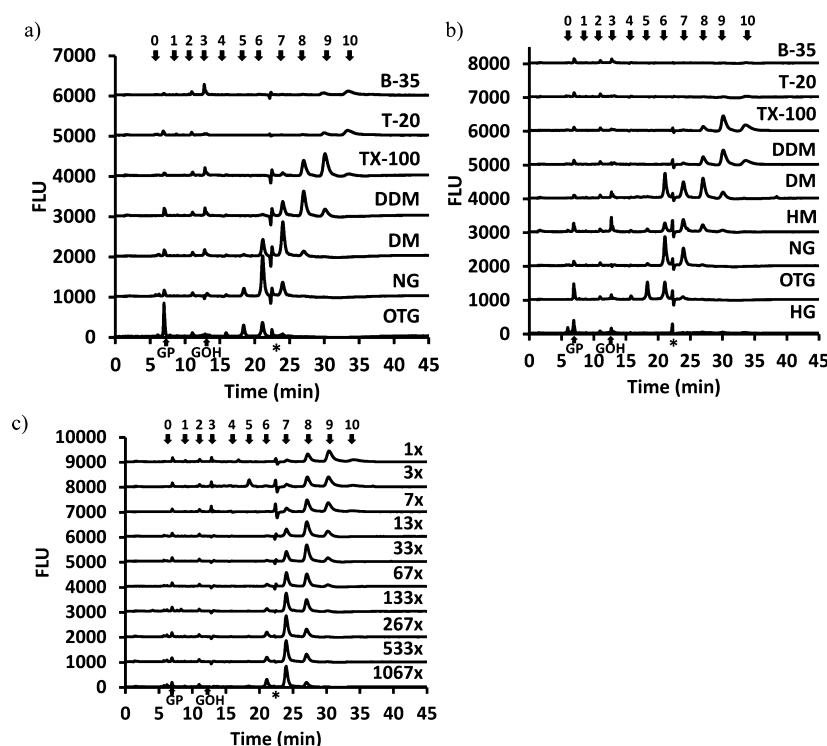 a)
0 1 2 3 4 5 6 7 8 9 10
7000
6000
5000
4000
3000
2000
1000
0
FLU
B-35
T-20
TX-100
DDM
DM
NG
OTG
GP GOH *
0 5 10 15 20 25 30 35 40 45
Time (min)
b)
0 1 2 3 4 5 6 7 8 9 10
8000
7000
6000
5000
4000
3000
2000
1000
0
FLU
B-35
T-20
TX-100
DDM
DM
HM
NG
OTG
HG
GP GOH *
0 5 10 15 20 25 30 35 40 45
Time (min)
c)
0 1 2 3 4 5 6 7 8 9 10
10000
9000
8000
7000
6000
5000
4000
3000
2000
1000
0
FLU
1x
3x
7x
13x
33x
67x
133x
267x
533x
1067x
GP GOH *
0 5 10 15 20 25 30 35 40 45
Time (min)